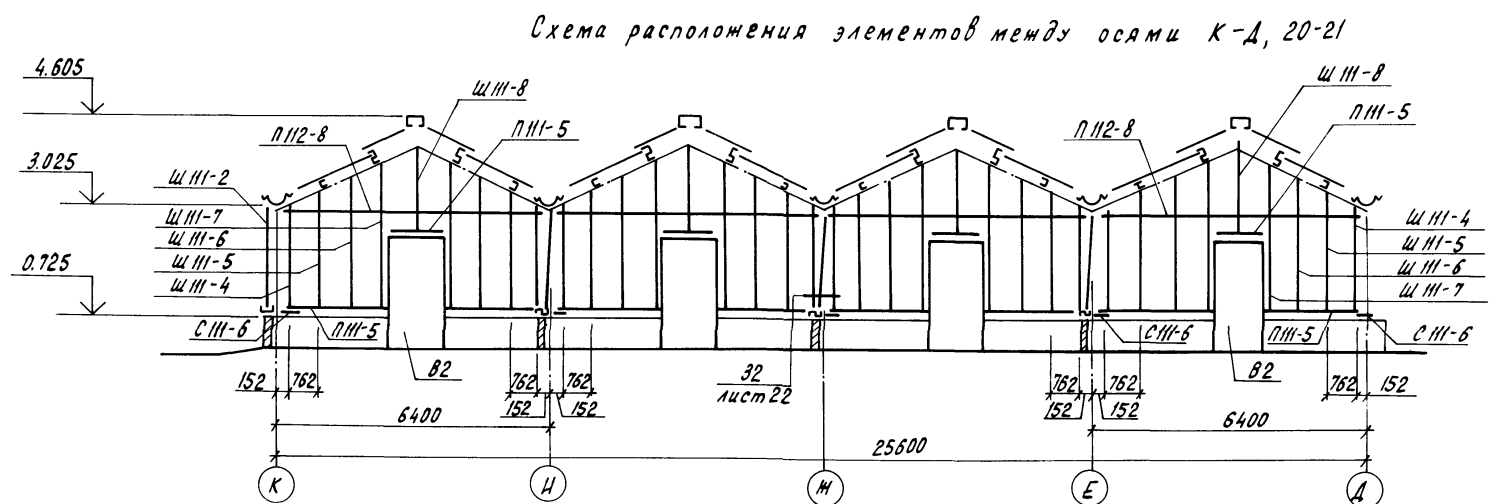 Схема расположения элементов между осями К-Д, 20-21
4.605
Ш111-8
П111-5
П112-8
3.025
Ш111-2
Ш111-7
Ш111-6
Ш111-5
Ш111-4
0.725
С111-6
П111-5
В2
П112-8
Ш111-8
П111-5
Ш111-4
Ш111-5
Ш111-6
Ш111-7
С111-6
П111-5
С111-6
В2
32
лист 22
152
762
762
762
152
152
762
762
152
152
762
152
6400
6400
25600
К
И
Ж
Е
Д